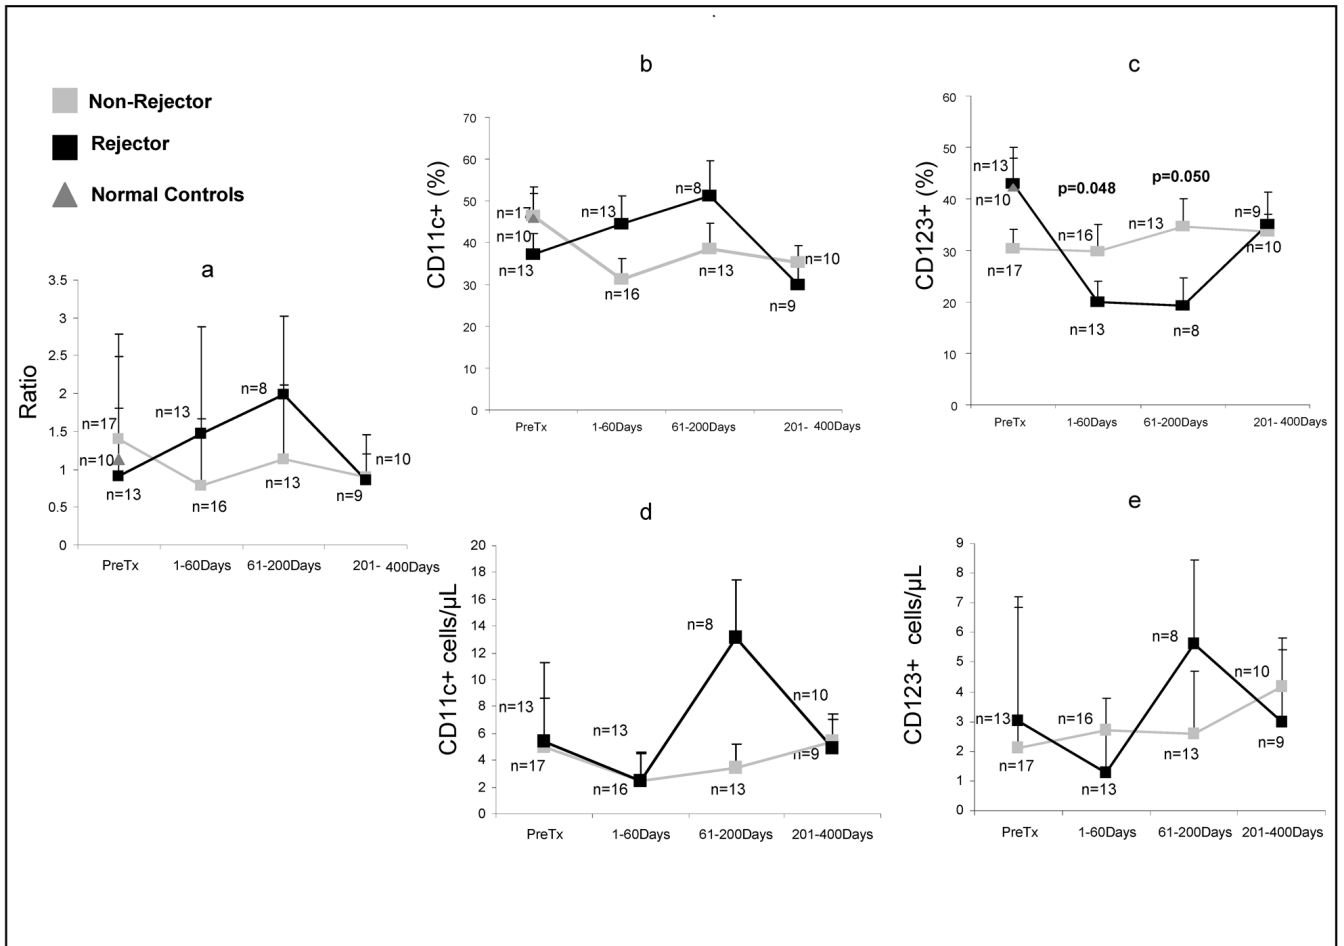 Non-Rejector
Rejector
Normal Controls
a
Ratio
3.5
3
2.5
2
1.5
1
0.5
0
n=17
n=10
n=13
n=13
n=16
n=8
n=13
n=10
n=9
PreTx
1-60Days
61-200Days
201- 400Days
b
CD11c+ (%)
70
60
50
40
30
20
10
0
n=17
n=10
n=13
n=13
n=16
n=8
n=13
n=10
n=9
PreTx
1-60Days
61-200Days
201- 400Days
c
CD123+ (%)
60
50
40
30
20
10
0
n=13
n=10
n=17
p=0.048
n=16
n=13
p=0.050
n=13
n=8
n=9
n=10
PreTx
1-60Days
61-200Days
201- 400Days
d
CD11c+ cells/µL
20
18
16
14
12
10
8
6
4
2
0
n=13
n=17
n=13
n=16
n=8
n=13
n=10
n=9
PreTx
1-60Days
61-200Days
201-400Days
e
CD123+ cells/µL
9
8
7
6
5
4
3
2
1
0
n=13
n=17
n=16
n=13
n=8
n=13
n=10
n=9
PreTx
1-60Days
61-200Days
201-400Days